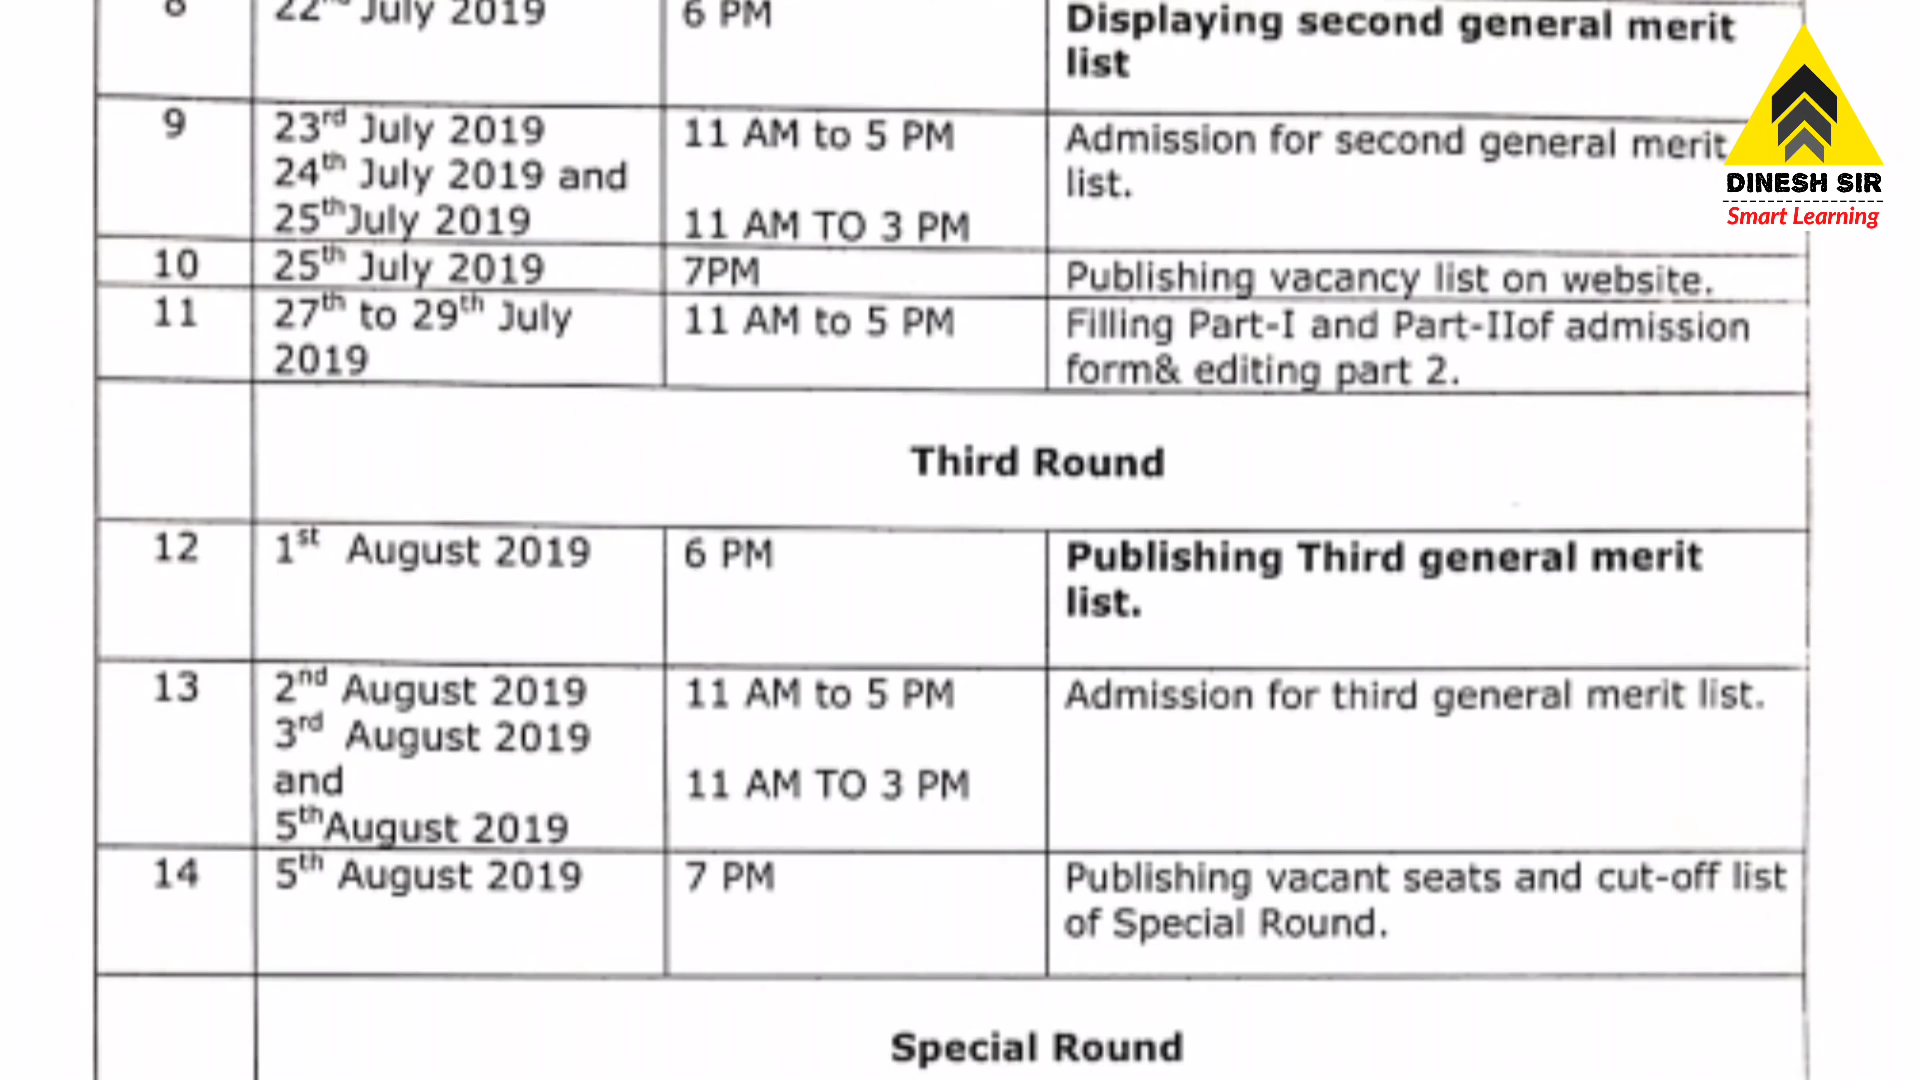 8 22nd July 2019 6 PM Displaying second general merit
list
9 23rd July 2019 11 AM to 5 PM Admission for second general merit
24th July 2019 and list.
25thJuly 2019 11 AM TO 3 PM
10 25th July 2019 7PM Publishing vacancy list on website.
11 27th to 29th July 11 AM to 5 PM Filling Part-I and Part-IIof admission
2019 form& editing part 2.
Third Round
12 1st August 2019 6 PM Publishing Third general merit
list.
13 2nd August 2019 11 AM to 5 PM Admission for third general merit list.
3rd August 2019
and 11 AM TO 3 PM
5thAugust 2019
14 5th August 2019 7 PM Publishing vacant seats and cut-off list
of Special Round.
Special Round
DINESH SIR
Smart Learning